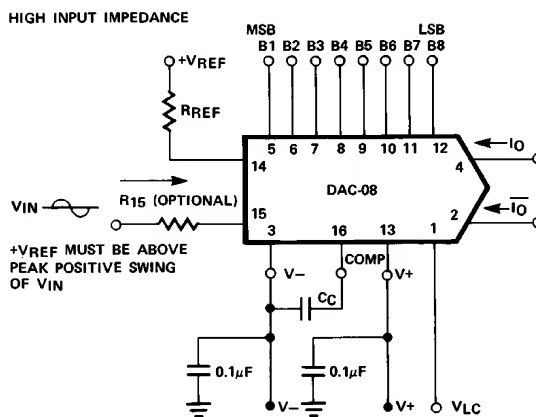 HIGH INPUT IMPEDANCE
MSB LSB
+VREF B1 B2 B3 B4 B5 B6 B7 B8
RREF
5 6 7 8 9 10 11 12
IO
14 4
DAC-08
VIN R15 (OPTIONAL) IO
15 2
3 16 13 1
+VREF MUST BE ABOVE
PEAK POSITIVE SWING
OF VIN
COMP
V− V+
CC
0.1μF 0.1μF
V− V+ VLC